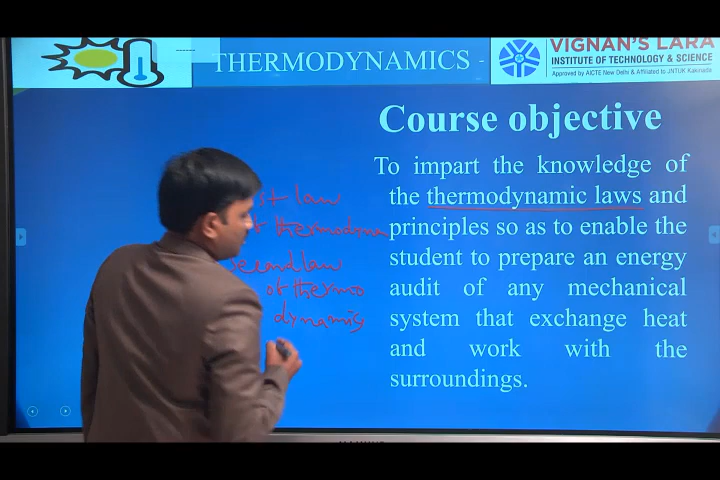 THERMODYNAMICS -
VIGNAN'S LARA
INSTITUTE OF TECHNOLOGY & SCIENCE
Approved by AICTE New Delhi & Affiliated to JNTUK Kakinada
Course objective
To impart the knowledge of
the thermodynamic laws and
principles so as to enable the
student to prepare an energy
audit of any mechanical
system that exchange heat
and work with the
surroundings.
st law
thermodyna
second law
of thermo
dynamics